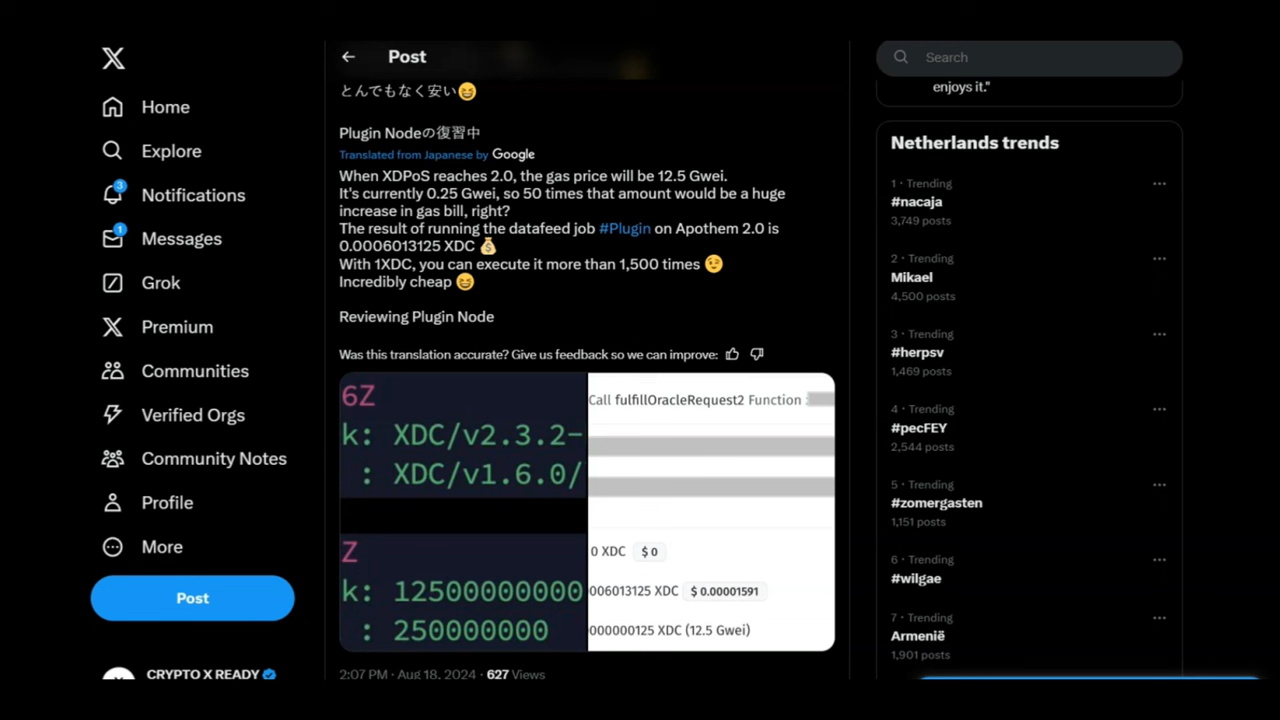 Home
Explore
3
Notifications
1
Messages
Grok
Premium
Communities
Verified Orgs
Community Notes
Profile
More
Post
CRYPTO X READY
Post
とんでもなく安い😆
Plugin Nodeの復習中
Translated from Japanese by Google
When XDPoS reaches 2.0, the gas price will be 12.5 Gwei.
It's currently 0.25 Gwei, so 50 times that amount would be a huge
increase in gas bill, right?
The result of running the datafeed job #Plugin on Apothem 2.0 is
0.0006013125 XDC 💰
With 1XDC, you can execute it more than 1,500 times 😉
Incredibly cheap 😆
Reviewing Plugin Node
Was this translation accurate? Give us feedback so we can improve:
6Z
k: XDC/v2.3.2-
: XDC/v1.6.0/
Z
k: 12500000000
: 250000000
Call fulfillOracleRequest2 Function
0 XDC $ 0
006013125 XDC $ 0.00001591
000000125 XDC (12.5 Gwei)
2:07 PM · Aug 18, 2024 · 627 Views
Search
enjoys it."
Netherlands trends
1 · Trending
#nacaja
3,749 posts
2 · Trending
Mikael
4,500 posts
3 · Trending
#herpsv
1,469 posts
4 · Trending
#pecFEY
2,544 posts
5 · Trending
#zomergasten
1,151 posts
6 · Trending
#wilgae
7 · Trending
Armenië
1,901 posts